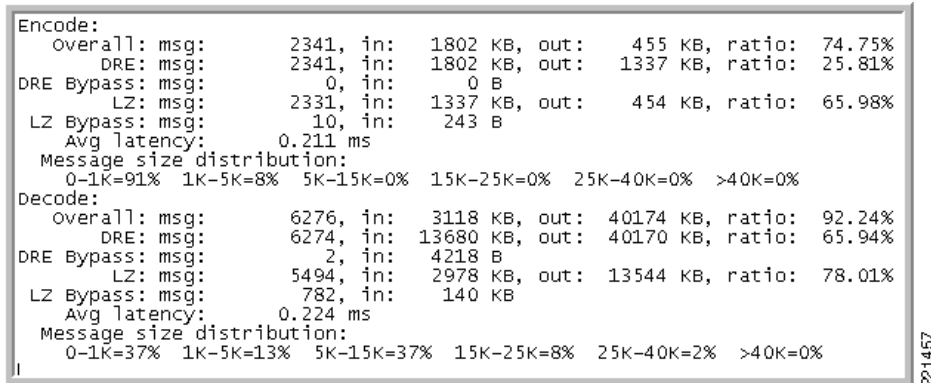 Encode:
Overall: msg: 2341, in: 1802 KB, out: 455 KB, ratio: 74.75%
DRE: msg: 2341, in: 1802 KB, out: 1337 KB, ratio: 25.81%
DRE Bypass: msg: 0, in: 0 B
LZ: msg: 2331, in: 1337 KB, out: 454 KB, ratio: 65.98%
LZ Bypass: msg: 10, in: 243 B
Avg latency: 0.211 ms
Message size distribution:
0-1K=91% 1K-5K=8% 5K-15K=0% 15K-25K=0% 25K-40K=0% >40K=0%
Decode:
Overall: msg: 6276, in: 3118 KB, out: 40174 KB, ratio: 92.24%
DRE: msg: 6274, in: 13680 KB, out: 40170 KB, ratio: 65.94%
DRE Bypass: msg: 2, in: 4218 B
LZ: msg: 5494, in: 2978 KB, out: 13544 KB, ratio: 78.01%
LZ Bypass: msg: 782, in: 140 KB
Avg latency: 0.224 ms
Message size distribution:
0-1K=37% 1K-5K=13% 5K-15K=37% 15K-25K=8% 25K-40K=2% >40K=0%
221457